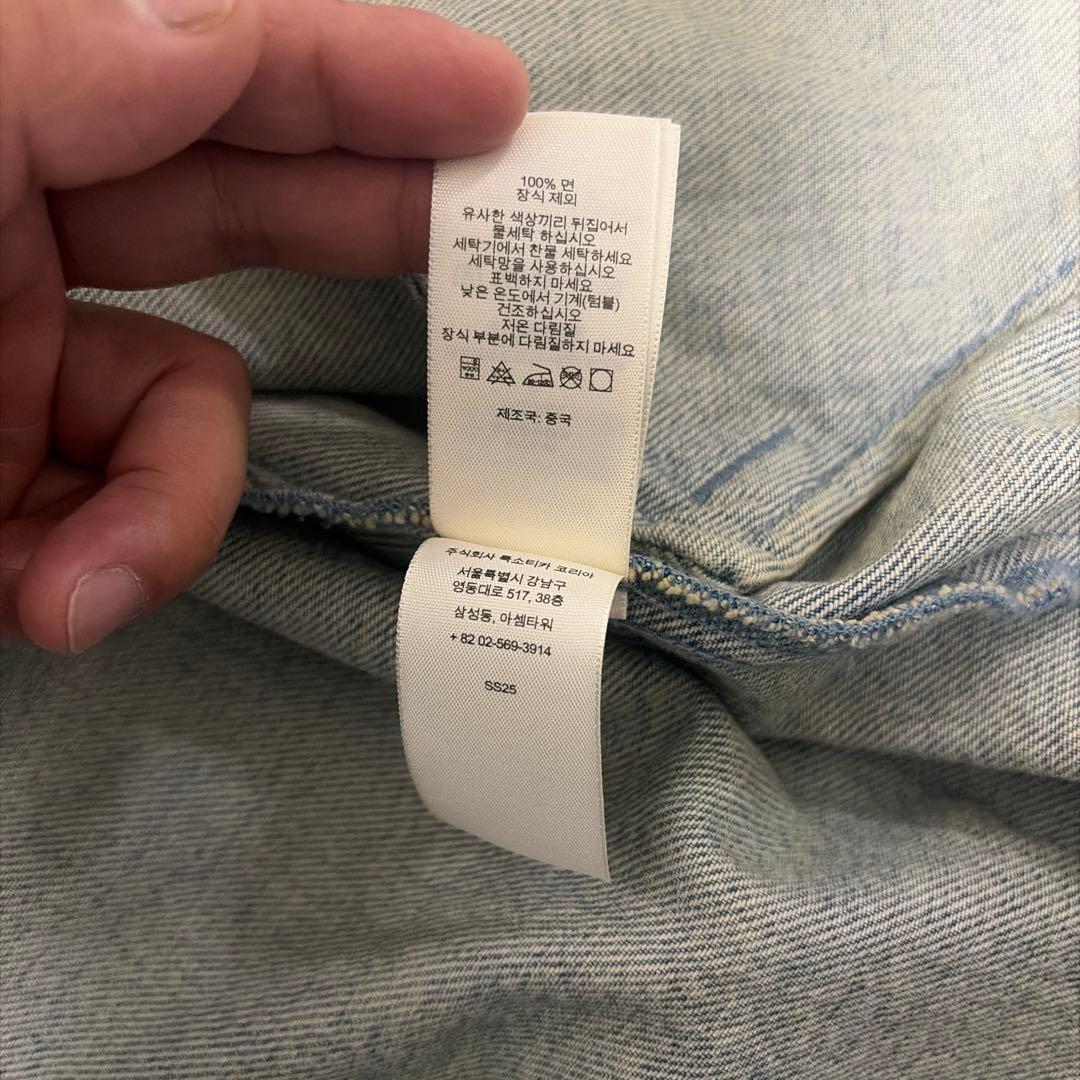 100% 면
장식 제외
유사한 색상끼리 뒤집어서
물세탁 하십시오
세탁기에서 찬물 세탁하세요
세탁망을 사용하십시오
표백하지 마세요
낮은 온도에서 기계(텀블)
건조하십시오
저온 다림질
장식 부분에 다림질하지 마세요
제조국: 중국
주식회사 룩소티카 코리아
서울특별시 강남구
영동대로 517, 38층
삼성동, 아셈타워
+ 82 02-569-3914
SS25